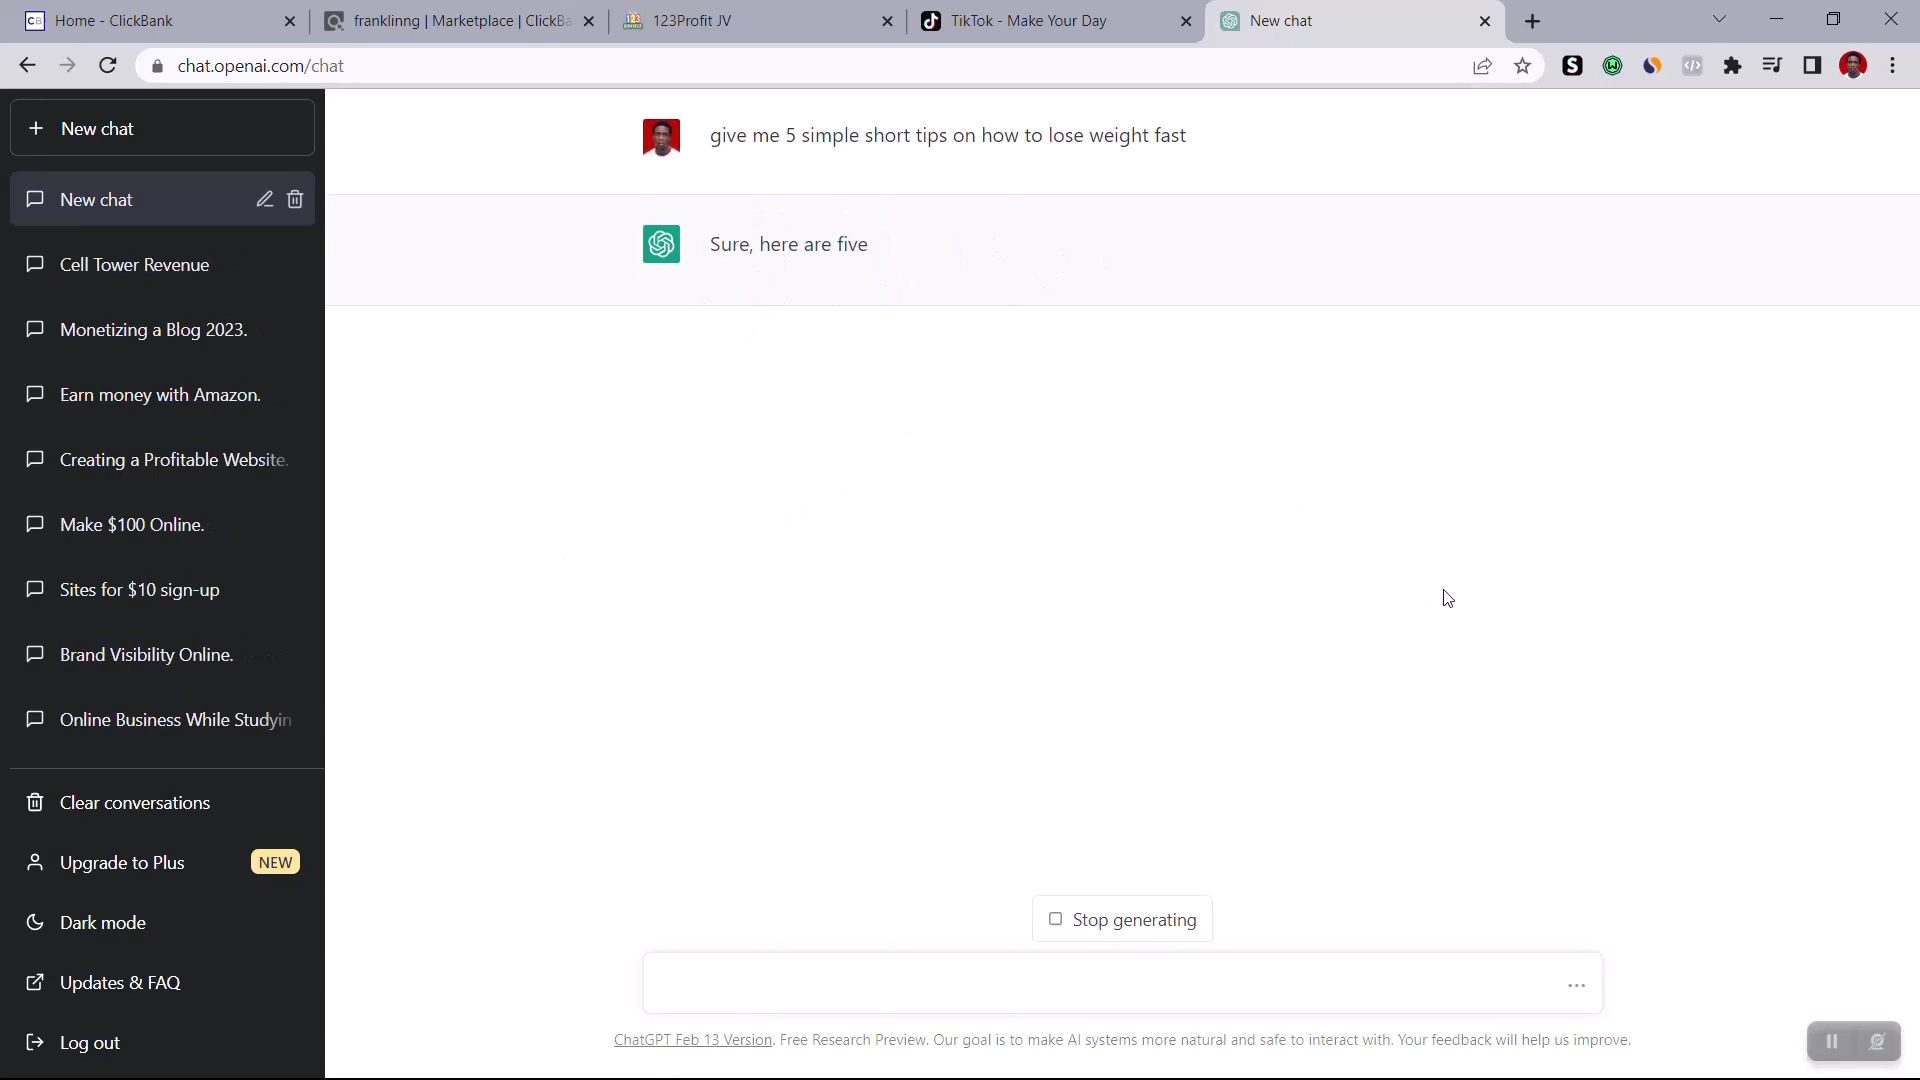 CB Home - ClickBank
franklinng | Marketplace | ClickBa
123 123Profit JV
TikTok - Make Your Day
New chat
chat.openai.com/chat
S
New chat
New chat
Cell Tower Revenue
Monetizing a Blog 2023.
Earn money with Amazon.
Creating a Profitable Website.
Make $100 Online.
Sites for $10 sign-up
Brand Visibility Online.
Online Business While Studyin
Clear conversations
Upgrade to Plus NEW
Dark mode
Updates & FAQ
Log out
give me 5 simple short tips on how to lose weight fast
Sure, here are five
Stop generating
ChatGPT Feb 13 Version. Free Research Preview. Our goal is to make AI systems more natural and safe to interact with. Your feedback will help us improve.